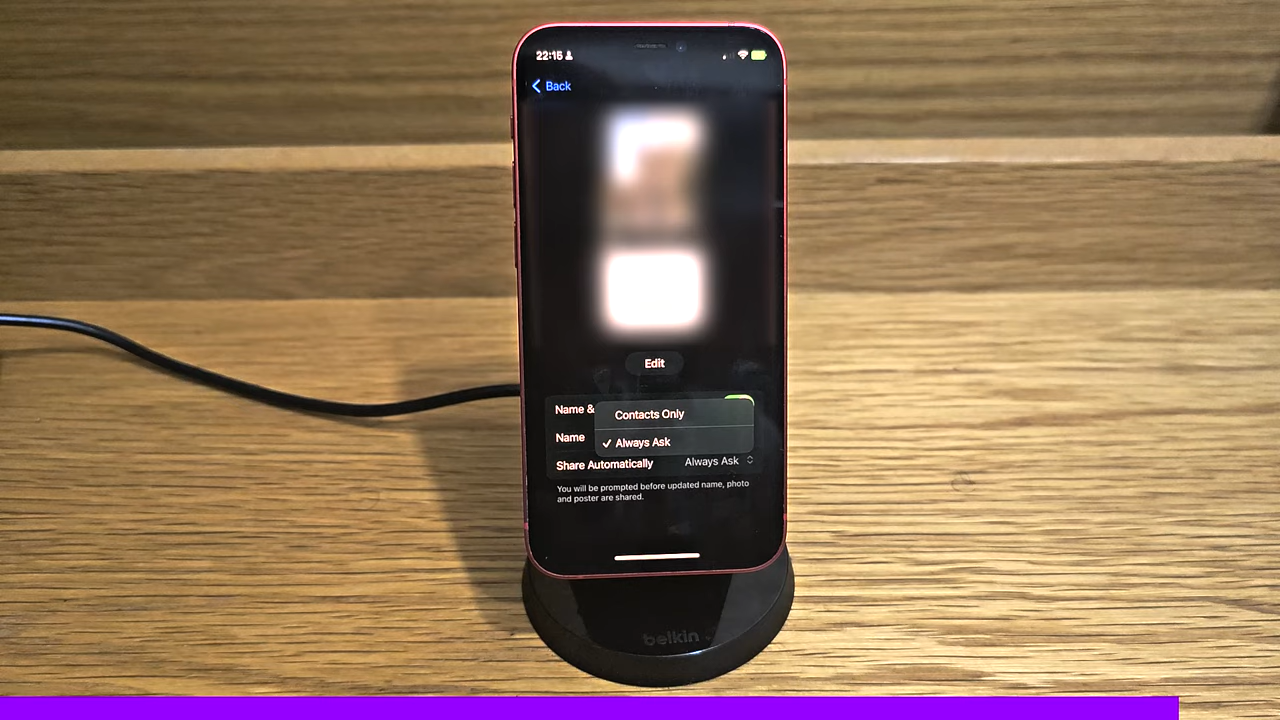 22:15
Back
Edit
Name &
Contacts Only
Name
✓ Always Ask
Share Automatically Always Ask
You will be prompted before updated name, photo
and poster are shared.
belkin